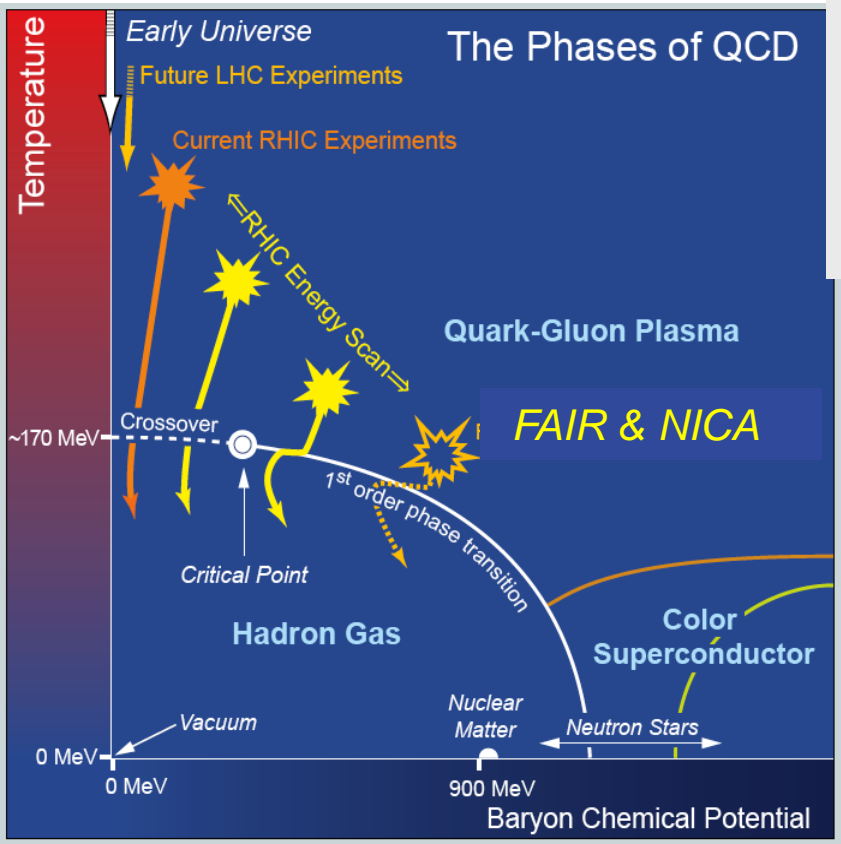 Temperature
Early Universe
The Phases of QCD
Future LHC Experiments
Current RHIC Experiments
⇐RHIC Energy Scan⇒
Quark-Gluon Plasma
FAIR & NICA
Crossover
~170 MeV
1st order phase transition
Critical Point
Hadron Gas
Color
Superconductor
Nuclear
Matter
Neutron Stars
Vacuum
0 MeV
0 MeV
900 MeV
Baryon Chemical Potential